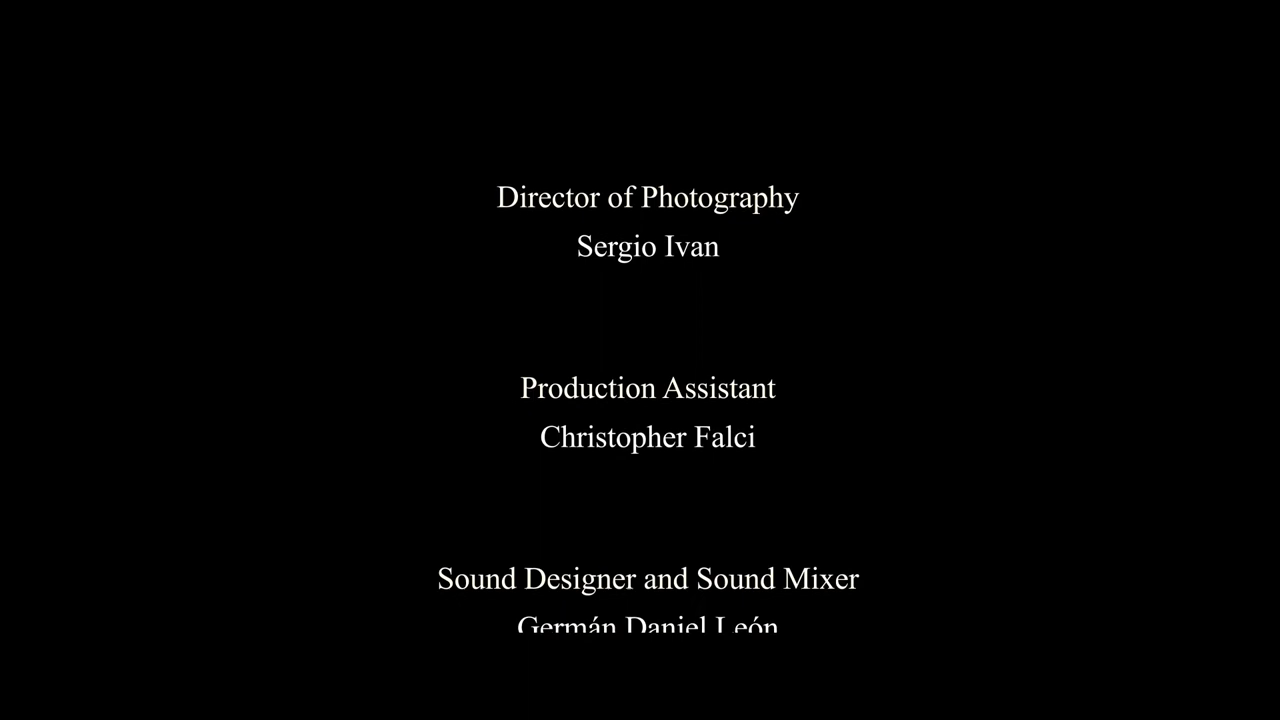 Director of Photography
Sergio Ivan
Production Assistant
Christopher Falci
Sound Designer and Sound Mixer
Germán Daniel León